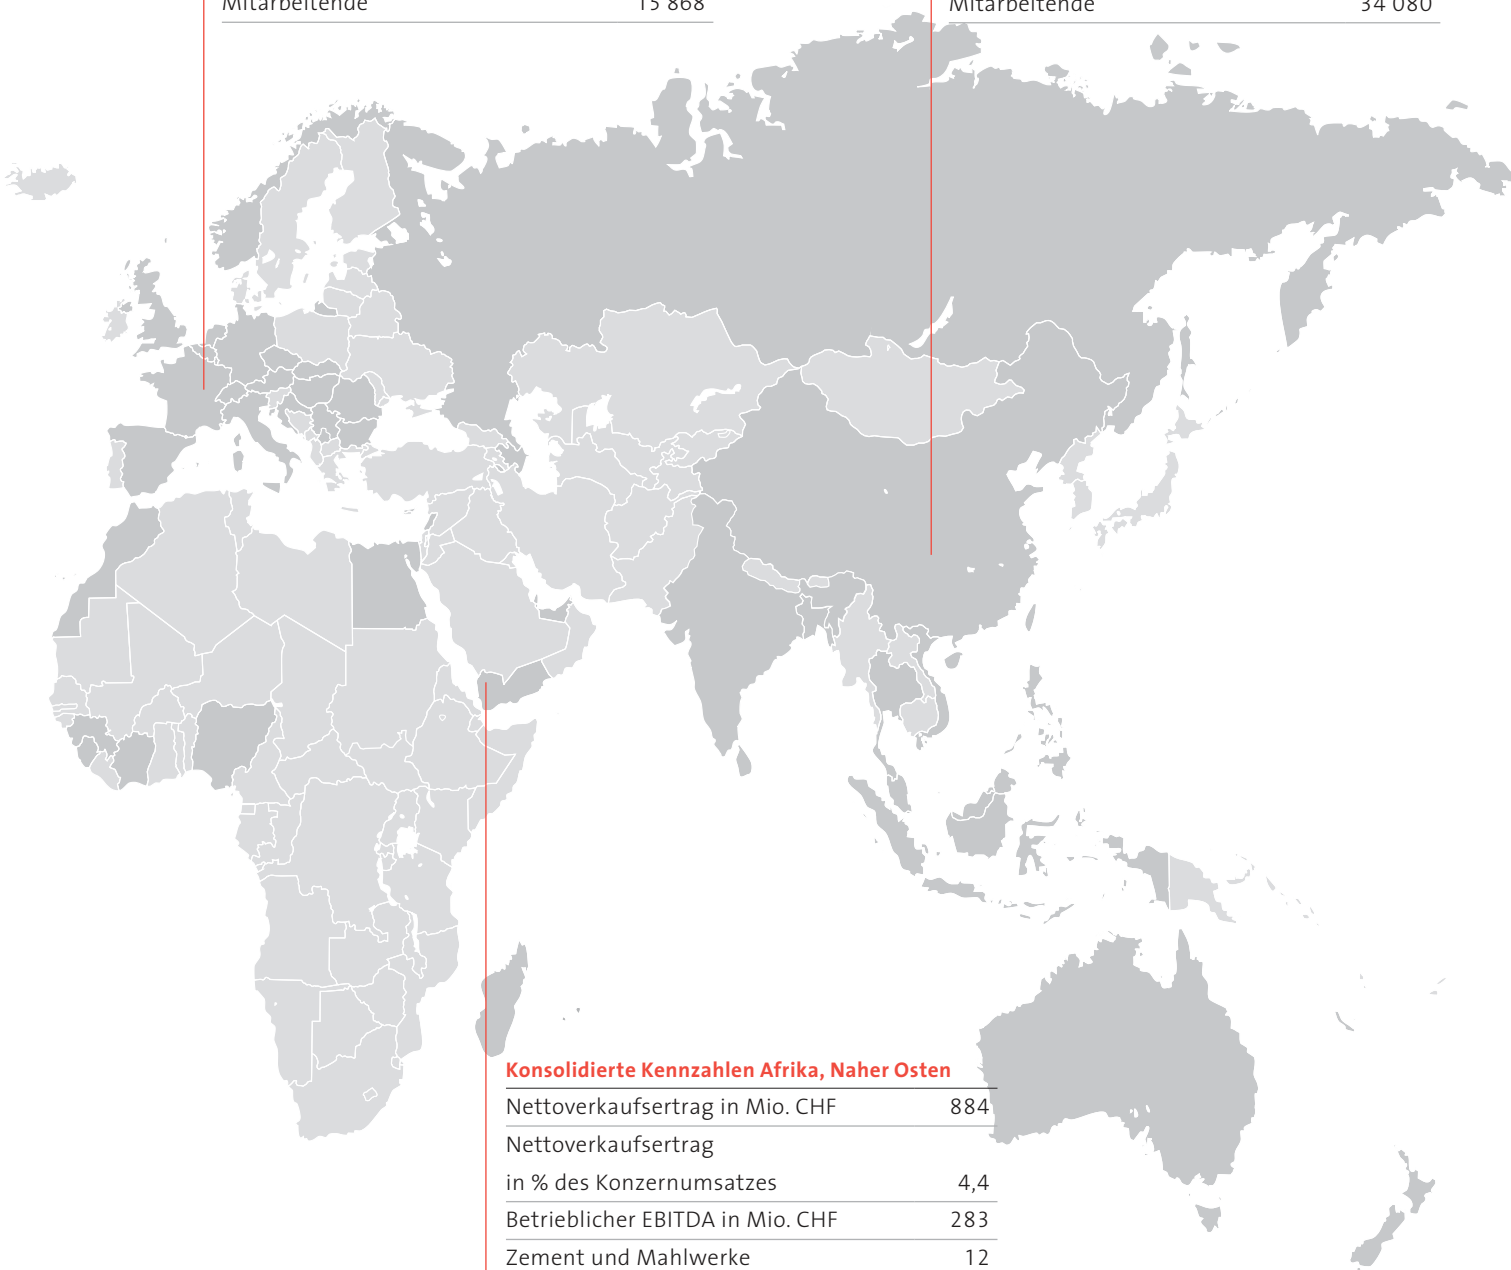 Mitarbeitende 15 868
Mitarbeitende 34 080
Konsolidierte Kennzahlen Afrika, Naher Osten
Nettoverkaufsertrag in Mio. CHF 884
Nettoverkaufsertrag
in % des Konzernumsatzes 4,4
Betrieblicher EBITDA in Mio. CHF 283
Zement und Mahlwerke 12